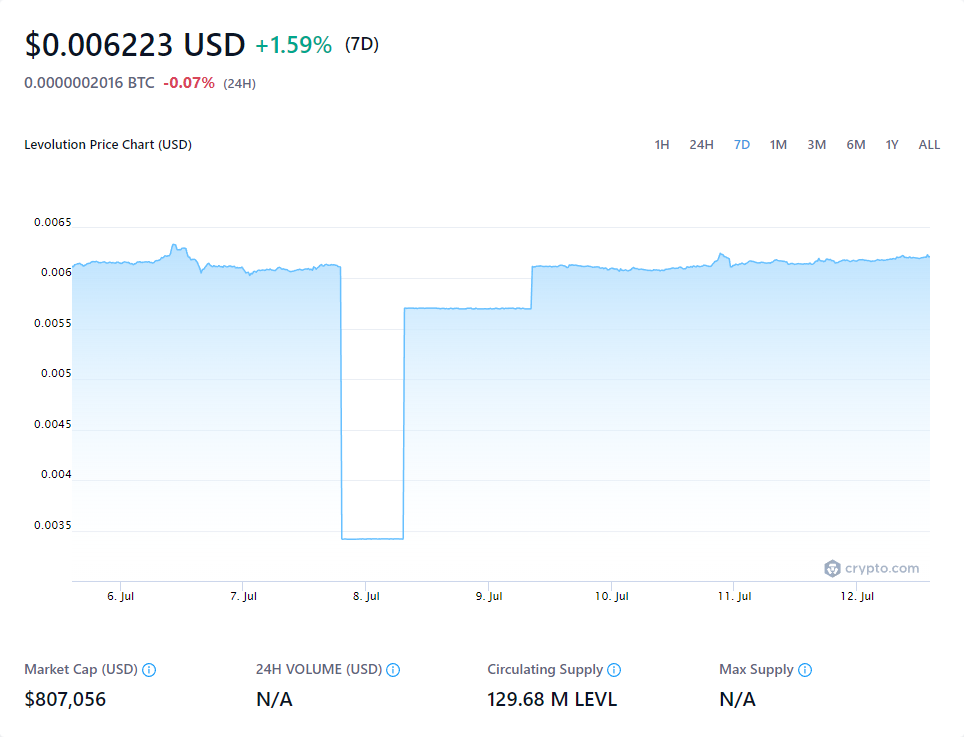 $0.006223 USD +1.59% (7D)
0.0000002016 BTC -0.07% (24H)
Levolution Price Chart (USD) 1H 24H 7D 1M 3M 6M 1Y ALL
0.0065
0.006
0.0055
0.005
0.0045
0.004
0.0035
crypto.com
6. Jul 7. Jul 8. Jul 9. Jul 10. Jul 11. Jul 12. Jul
Market Cap (USD) 24H VOLUME (USD) Circulating Supply Max Supply
$807,056 N/A 129.68 M LEVL N/A